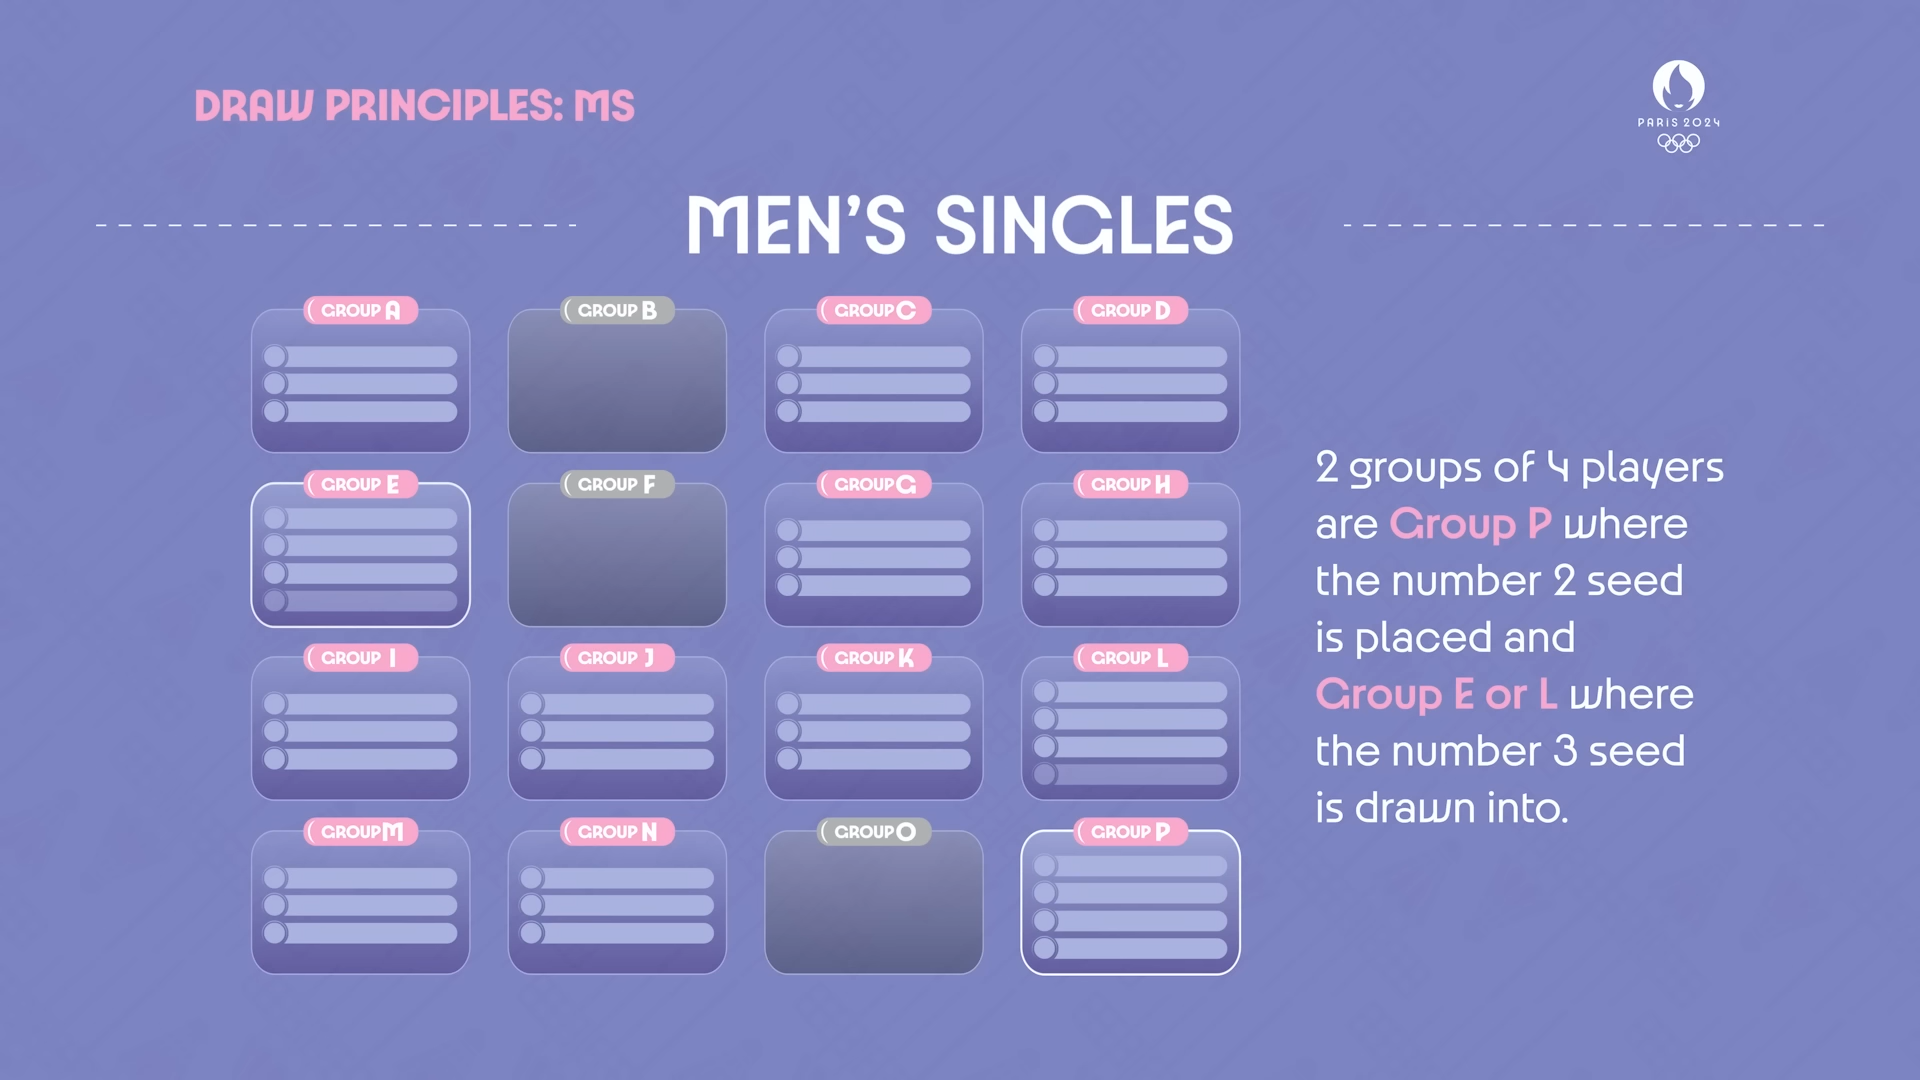 DRAW PRINCIPLES: MS
PARIS 2024
MEN'S SINGLES
GROUP A
GROUP B
GROUP C
GROUP D
GROUP E
GROUP F
GROUP G
GROUP H
GROUP I
GROUP J
GROUP K
GROUP L
GROUP M
GROUP N
GROUP O
GROUP P
2 groups of 4 players
are Group P where
the number 2 seed
is placed and
Group E or L where
the number 3 seed
is drawn into.